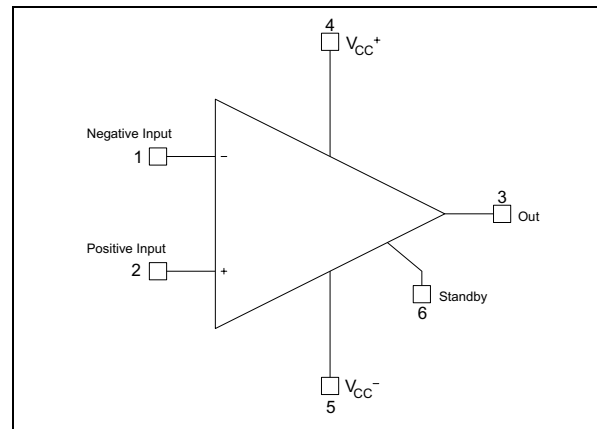 4
VCC+
Negative Input
1
−
3
Out
Positive Input
2
+
Standby
6
VCC−
5